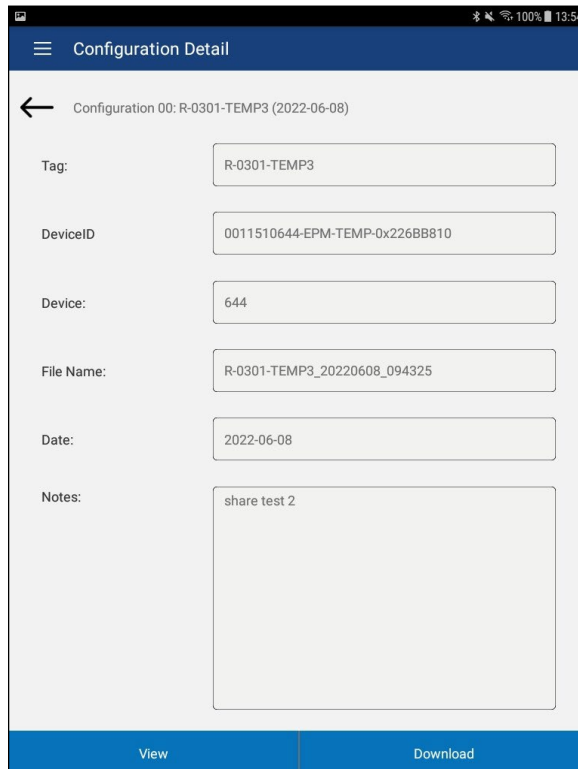 100% 13:54
Configuration Detail
Configuration 00: R-0301-TEMP3 (2022-06-08)
Tag: R-0301-TEMP3
DeviceID 0011510644-EPM-TEMP-0x226BB810
Device: 644
File Name: R-0301-TEMP3_20220608_094325
Date: 2022-06-08
Notes: share test 2
View Download